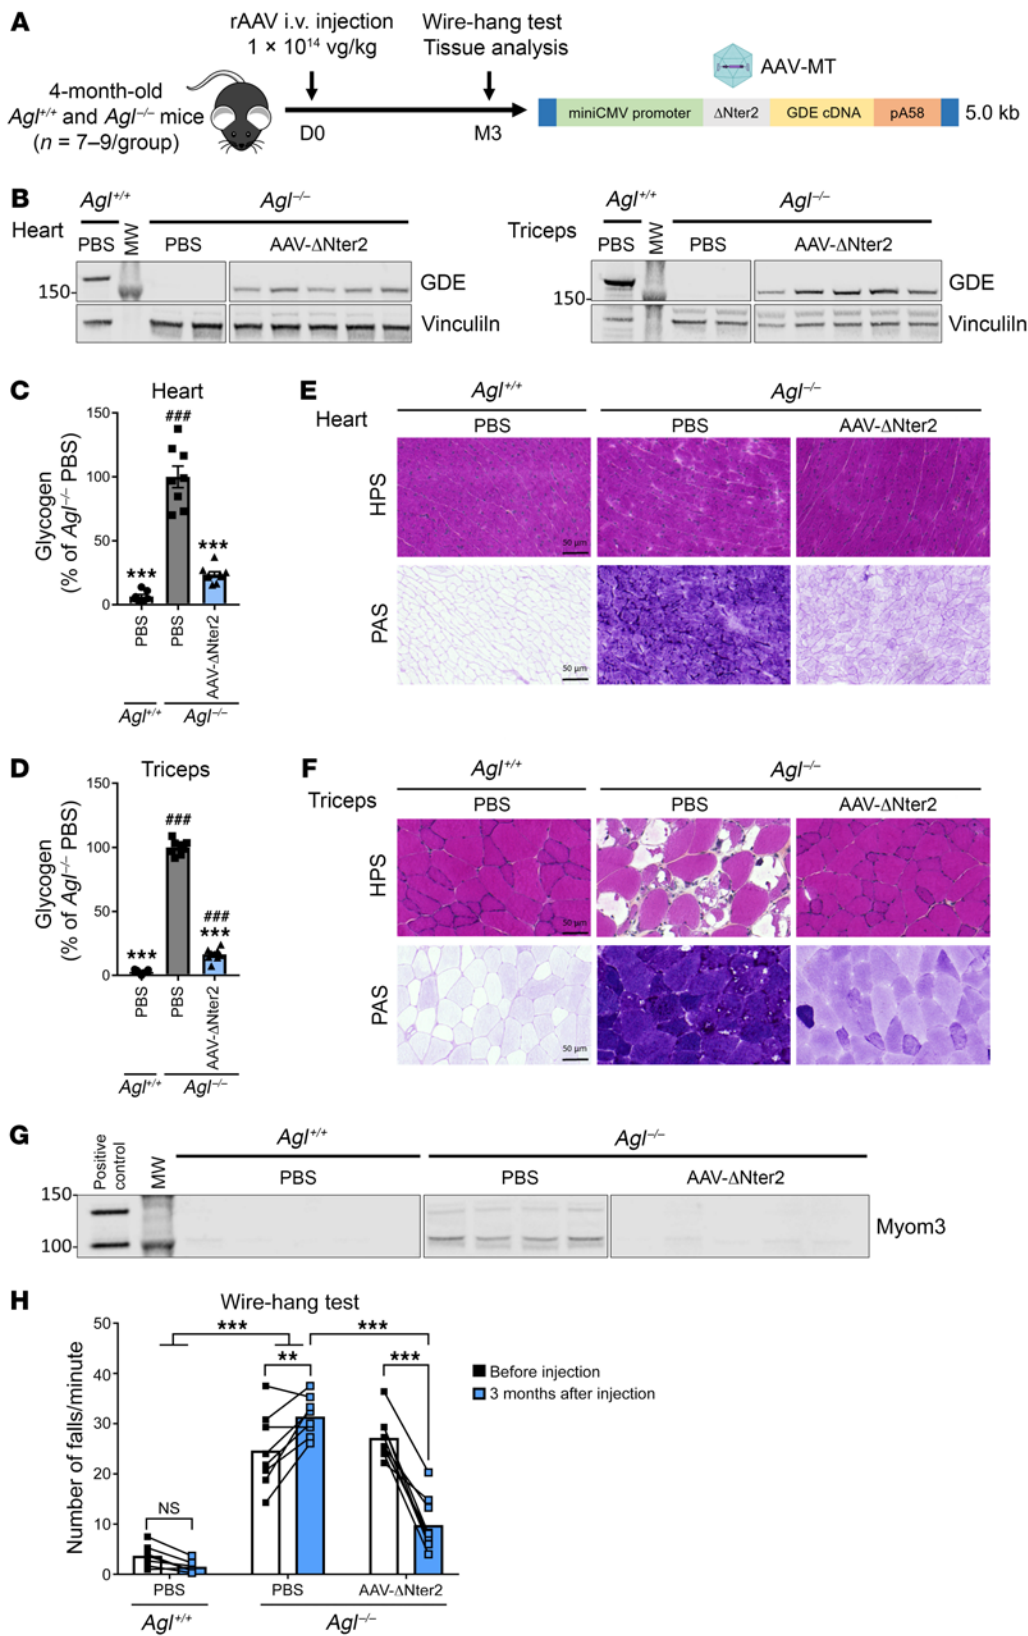 A
rAAV i.v. injection
1 × 10¹⁴ vg/kg
Wire-hang test
Tissue analysis
4-month-old
Agl⁺/⁺ and Agl⁻/⁻ mice
(n = 7–9/group)
D0
M3
AAV-MT
miniCMV promoter
ΔNter2
GDE cDNA
pA58
5.0 kb
B
Heart
Agl⁺/⁺
Agl⁻/⁻
PBS
MW
PBS
AAV-ΔNter2
150
GDE
Vinculiln
Triceps
Agl⁺/⁺
Agl⁻/⁻
PBS
MW
PBS
AAV-ΔNter2
150
GDE
Vinculiln
C
Heart
Glycogen
(% of Agl⁻/⁻ PBS)
150
100
50
0
***
###
***
PBS
PBS
AAV-ΔNter2
Agl⁺/⁺
Agl⁻/⁻
E
Heart
Agl⁺/⁺
Agl⁻/⁻
PBS
PBS
AAV-ΔNter2
HPS
50 µm
PAS
50 µm
D
Triceps
Glycogen
(% of Agl⁻/⁻ PBS)
150
100
50
0
***
###
###
***
PBS
PBS
AAV-ΔNter2
Agl⁺/⁺
Agl⁻/⁻
F
Triceps
Agl⁺/⁺
Agl⁻/⁻
PBS
PBS
AAV-ΔNter2
HPS
50 µm
PAS
50 µm
G
Positive
control
MW
Agl⁺/⁺
Agl⁻/⁻
PBS
PBS
AAV-ΔNter2
150
100
Myom3
H
Wire-hang test
Number of falls/minute
50
40
30
20
10
0
***
***
**
***
NS
Before injection
3 months after injection
PBS
PBS
AAV-ΔNter2
Agl⁺/⁺
Agl⁻/⁻